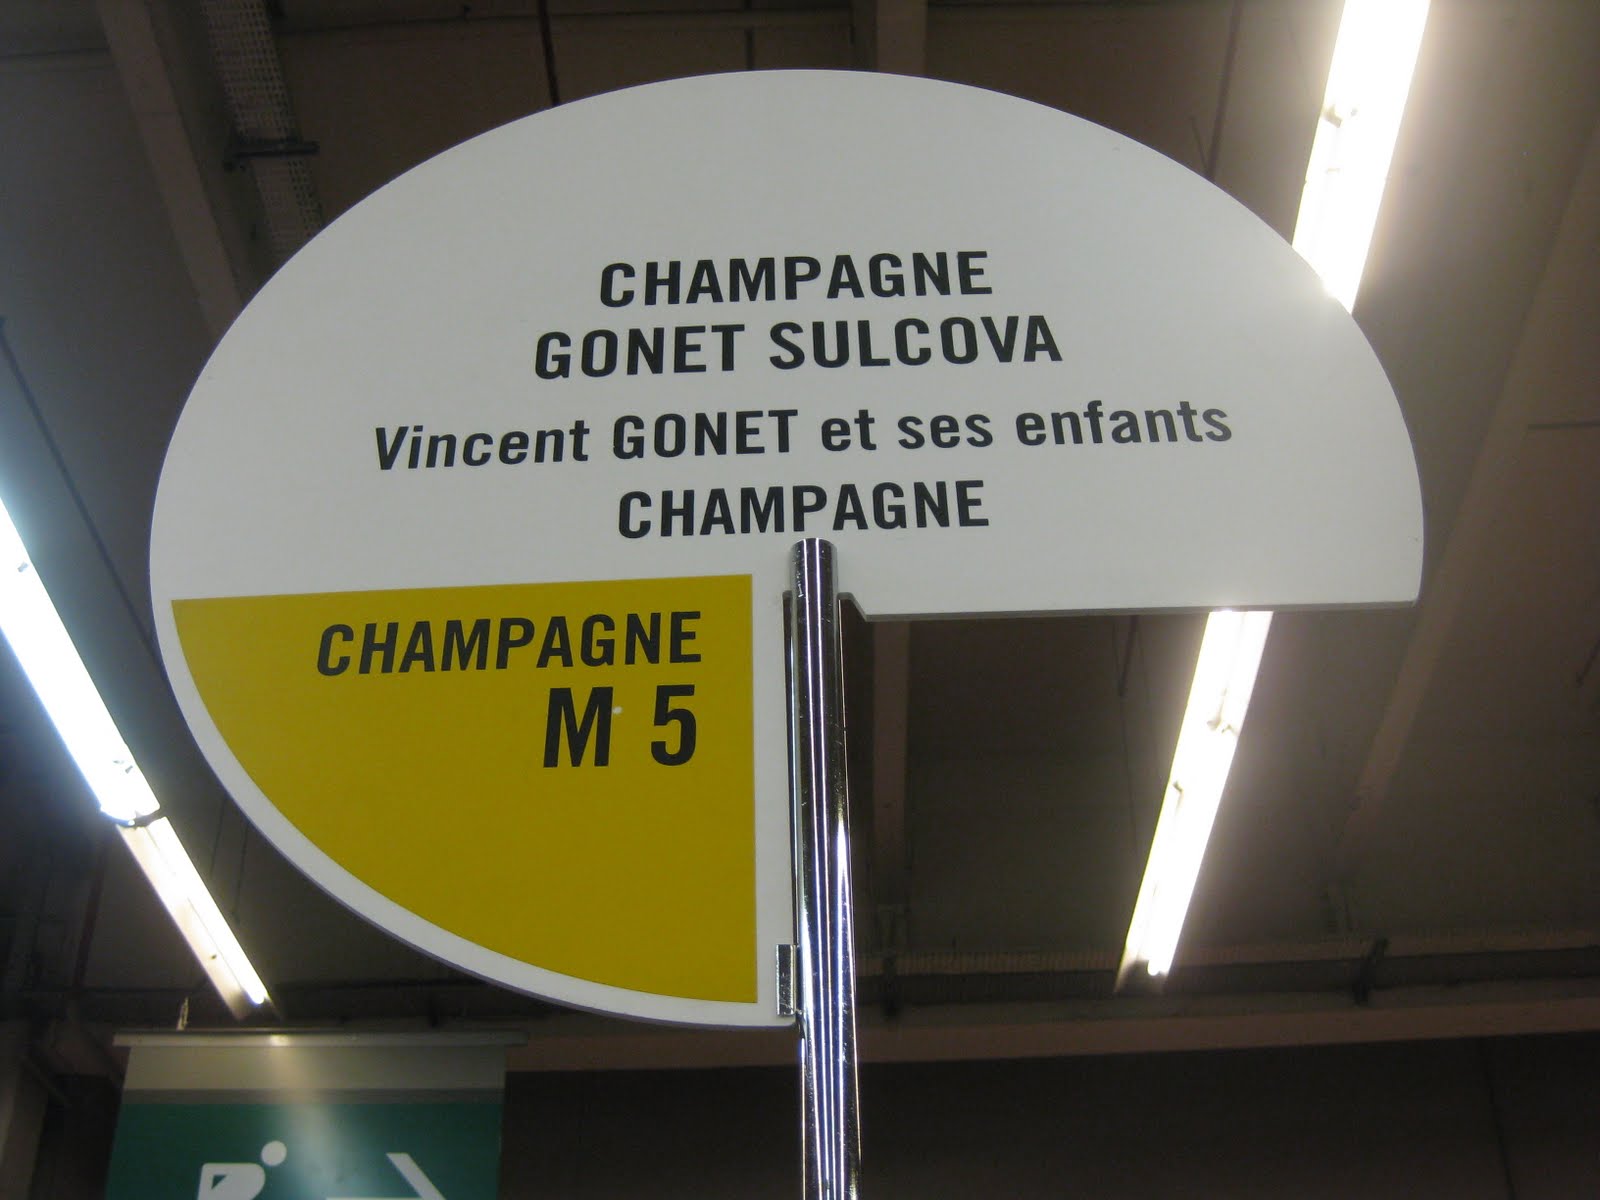 CHAMPAGNE
GONET SULCOVA
Vincent GONET et ses enfants
CHAMPAGNE
CHAMPAGNE
M 5